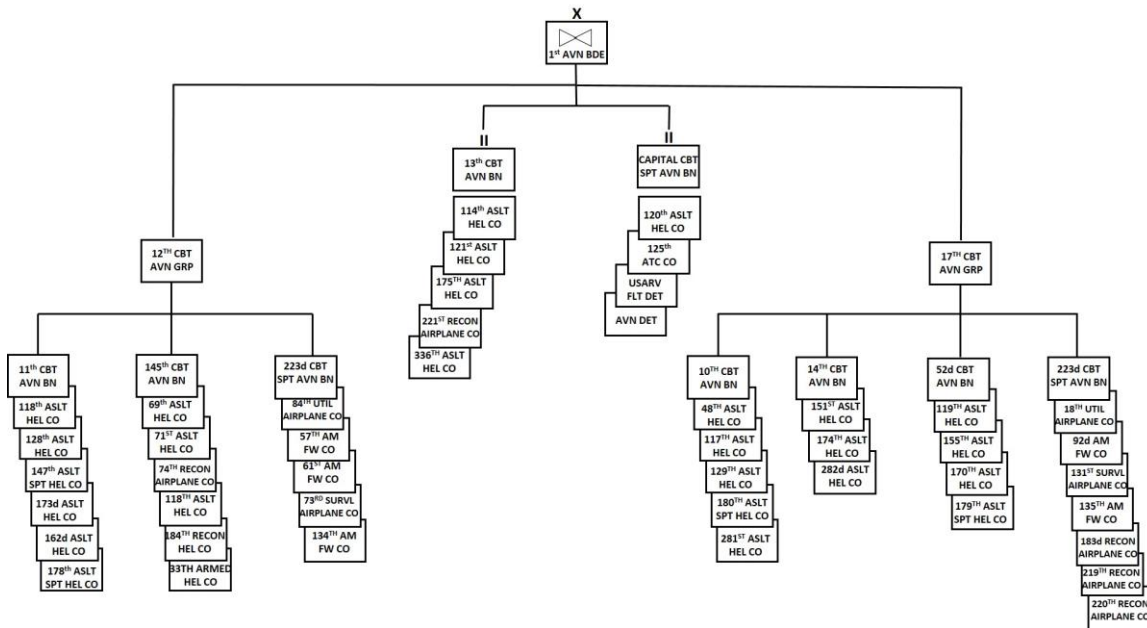 X
1st AVN BDE
II
13th CBT
AVN BN
114th ASLT
HEL CO
121st ASLT
HEL CO
175TH ASLT
HEL CO
221ST RECON
AIRPLANE CO
336TH ASLT
HEL CO
II
CAPITAL CBT
SPT AVN BN
120th ASLT
HEL CO
125th
ATC CO
USARV
FLT DET
AVN DET
12TH CBT
AVN GRP
11th CBT
AVN BN
118th ASLT
HEL CO
128th ASLT
HEL CO
147th ASLT
SPT HEL CO
173d ASLT
HEL CO
162d ASLT
HEL CO
178th ASLT
SPT HEL CO
145th CBT
AVN BN
69th ASLT
HEL CO
71ST ASLT
HEL CO
74TH RECON
AIRPLANE CO
118TH ASLT
HEL CO
184TH RECON
HEL CO
33TH ARMED
HEL CO
223d CBT
SPT AVN BN
84TH UTIL
AIRPLANE CO
57TH AM
FW CO
61ST AM
FW CO
73RD SURVL
AIRPLANE CO
134TH AM
FW CO
17TH CBT
AVN GRP
10TH CBT
AVN BN
48TH ASLT
HEL CO
117TH ASLT
HEL CO
129TH ASLT
HEL CO
180TH ASLT
SPT HEL CO
281ST ASLT
HEL CO
14TH CBT
AVN BN
151ST ASLT
HEL CO
174TH ASLT
HEL CO
282d ASLT
HEL CO
52d CBT
AVN BN
119TH ASLT
HEL CO
155TH ASLT
HEL CO
170TH ASLT
HEL CO
179TH ASLT
SPT HEL CO
223d CBT
SPT AVN BN
18TH UTIL
AIRPLANE CO
92d AM
FW CO
131ST SURVL
AIRPLANE CO
135TH AM
FW CO
183d RECON
AIRPLANE CO
219TH RECON
AIRPLANE CO
220TH RECON
AIRPLANE CO